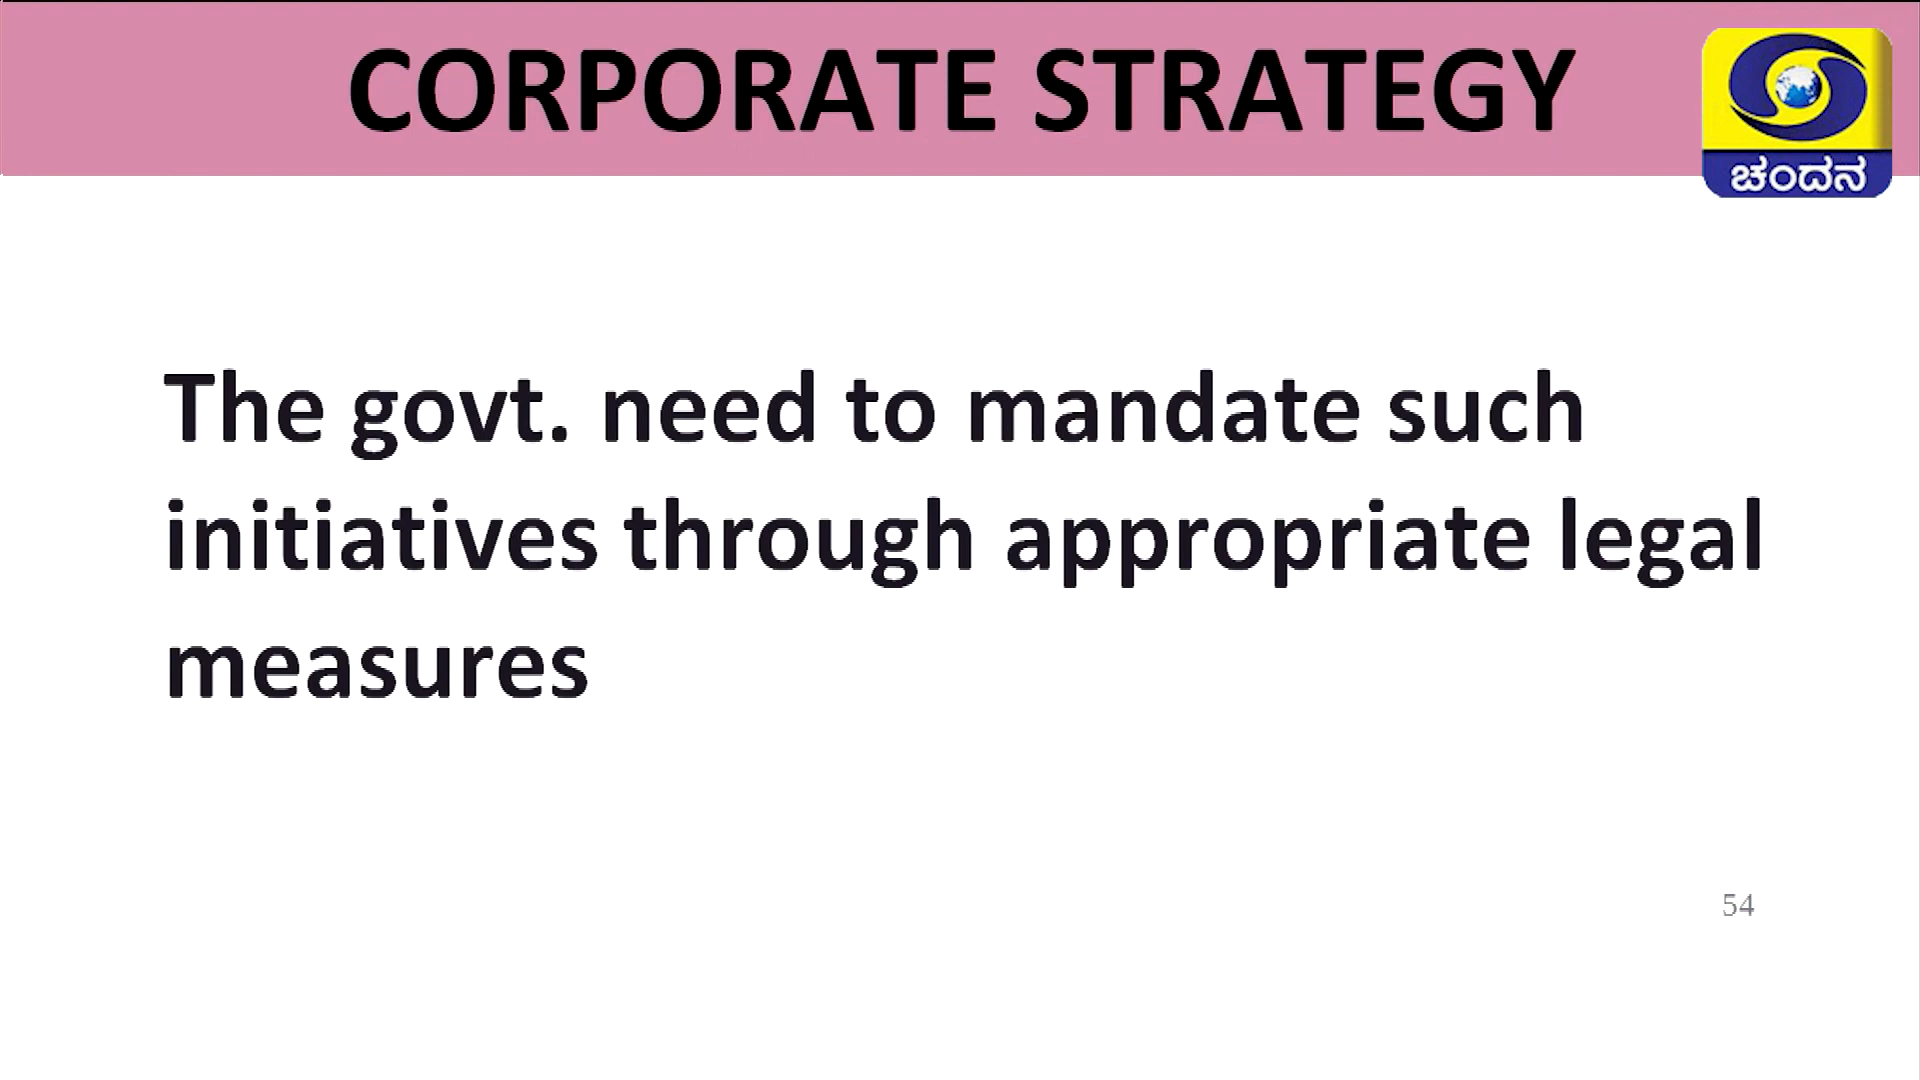 CORPORATE STRATEGY
ಚಂದನ
The govt. need to mandate such
initiatives through appropriate legal
measures
54